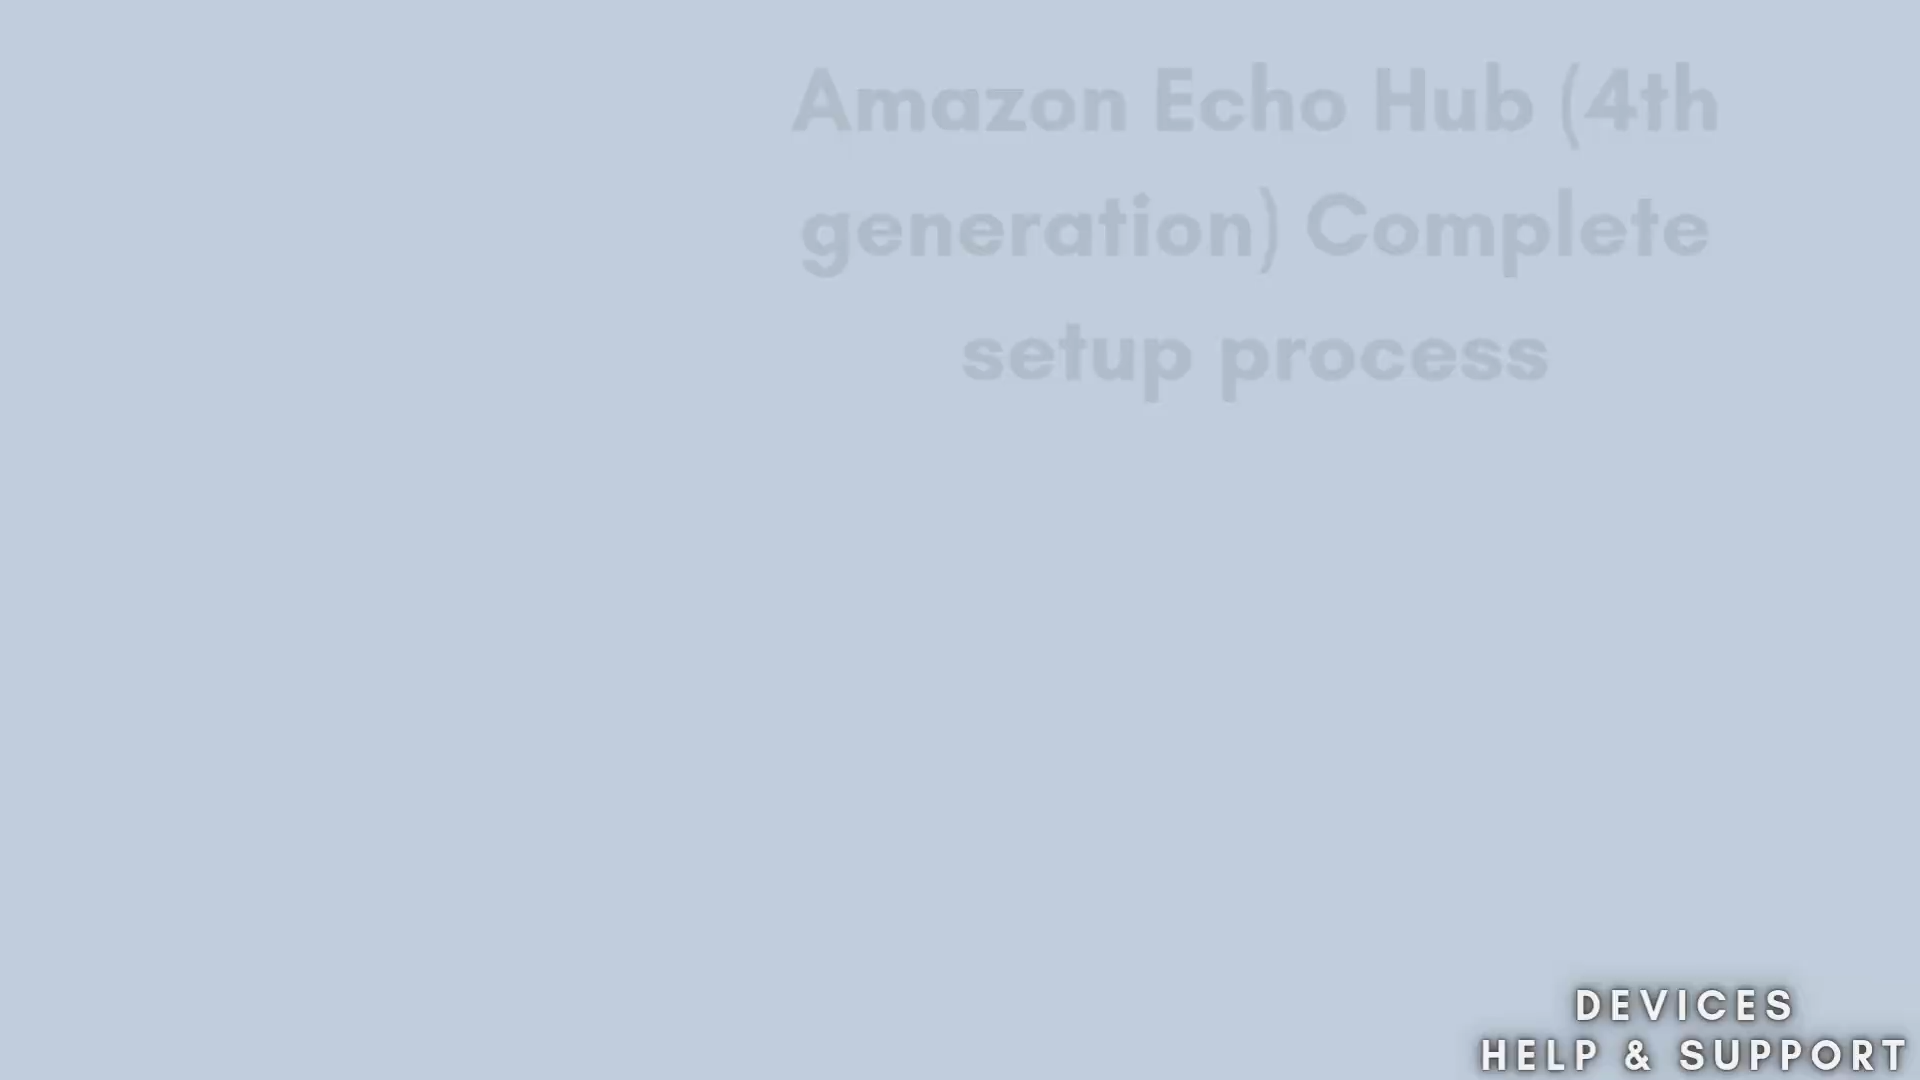 Amazon Echo Hub (4th
generation) Complete
setup process
DEVICES
HELP & SUPPORT